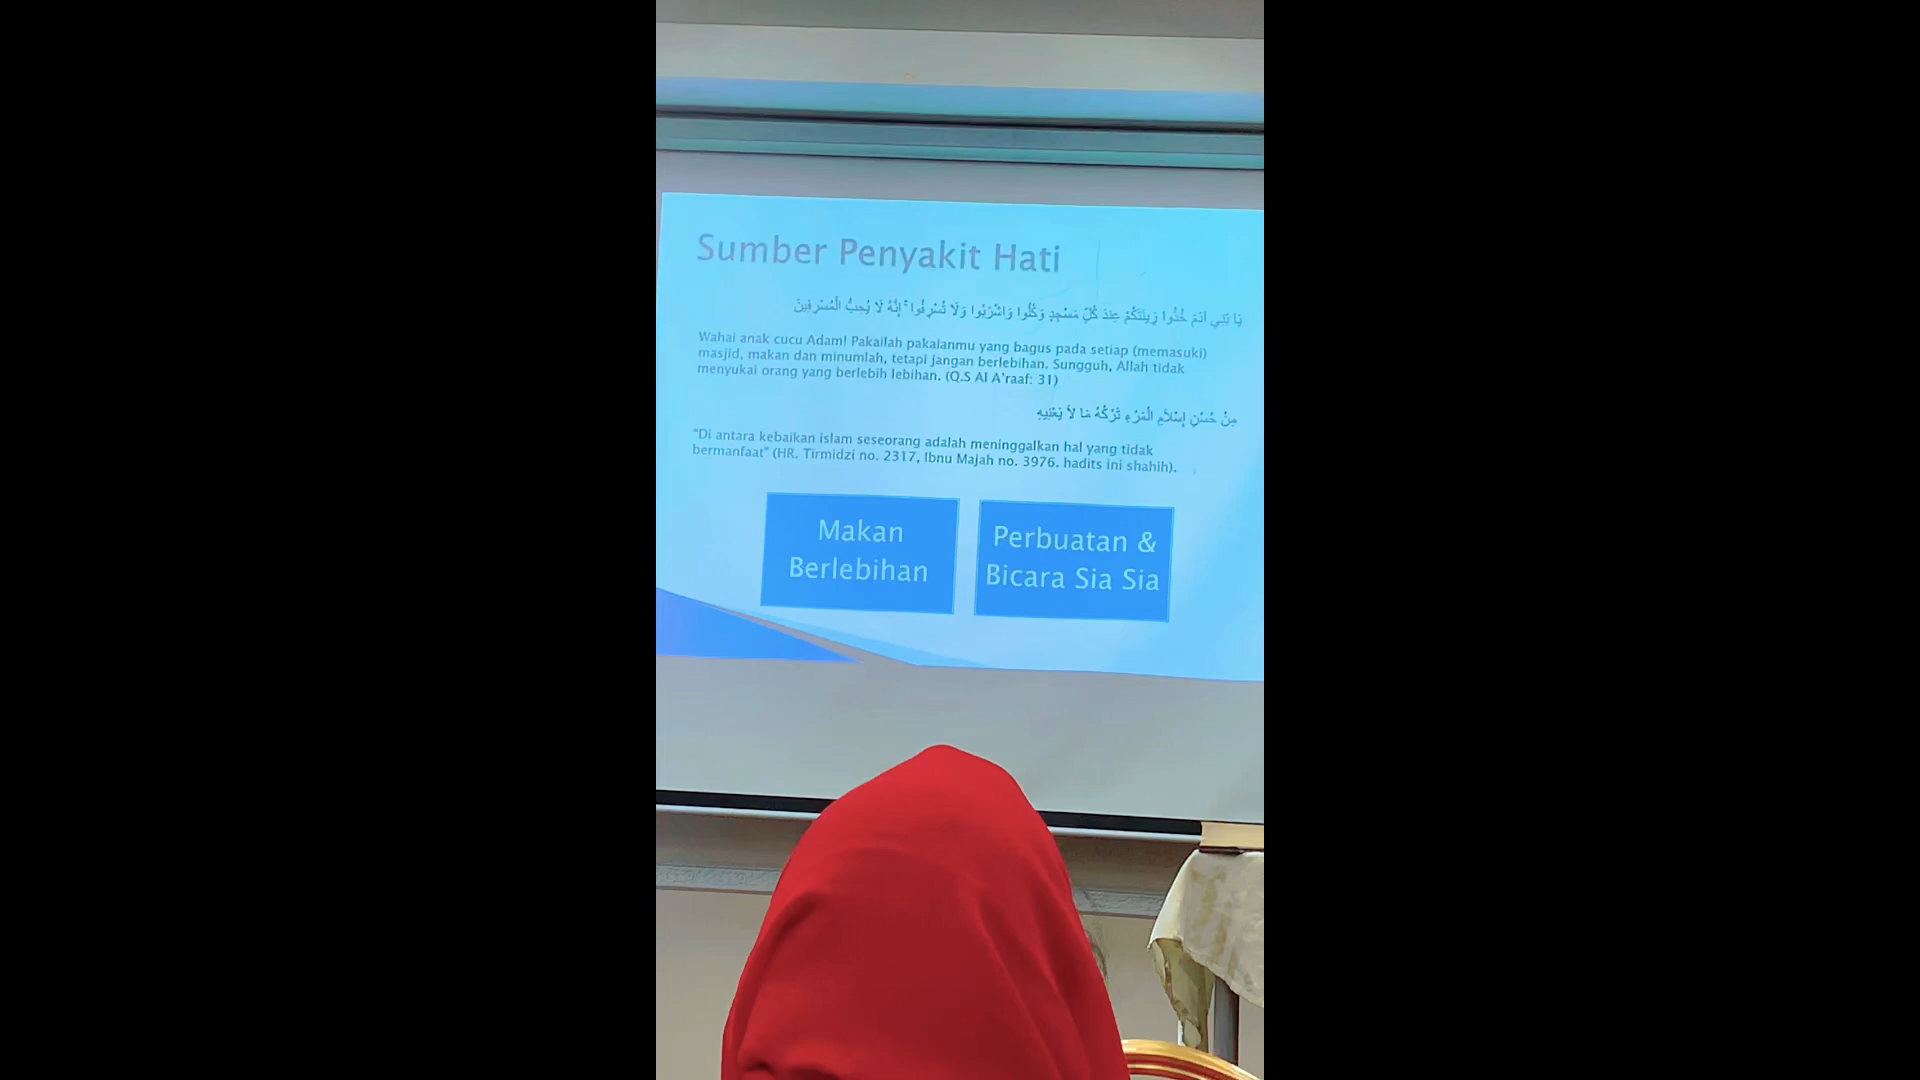 Sumber Penyakit Hati
يَا بَنِي آدَمَ خُذُوا زِينَتَكُمْ عِنْدَ كُلِّ مَسْجِدٍ وَكُلُوا وَاشْرَبُوا وَلَا تُسْرِفُوا ۚ إِنَّهُ لَا يُحِبُّ الْمُسْرِفِينَ
Wahai anak cucu Adam! Pakailah pakaianmu yang bagus pada setiap (memasuki)
masjid, makan dan minumlah, tetapi jangan berlebihan. Sungguh, Allah tidak
menyukai orang yang berlebih lebihan. (Q.S Al A'raaf: 31)
مِنْ حُسْنِ إِسْلَامِ الْمَرْءِ تَرْكُهُ مَا لاَ يَعْنِيهِ
"Di antara kebaikan islam seseorang adalah meninggalkan hal yang tidak
bermanfaat" (HR. Tirmidzi no. 2317, Ibnu Majah no. 3976. hadits ini shahih).
Makan
Berlebihan
Perbuatan &
Bicara Sia Sia